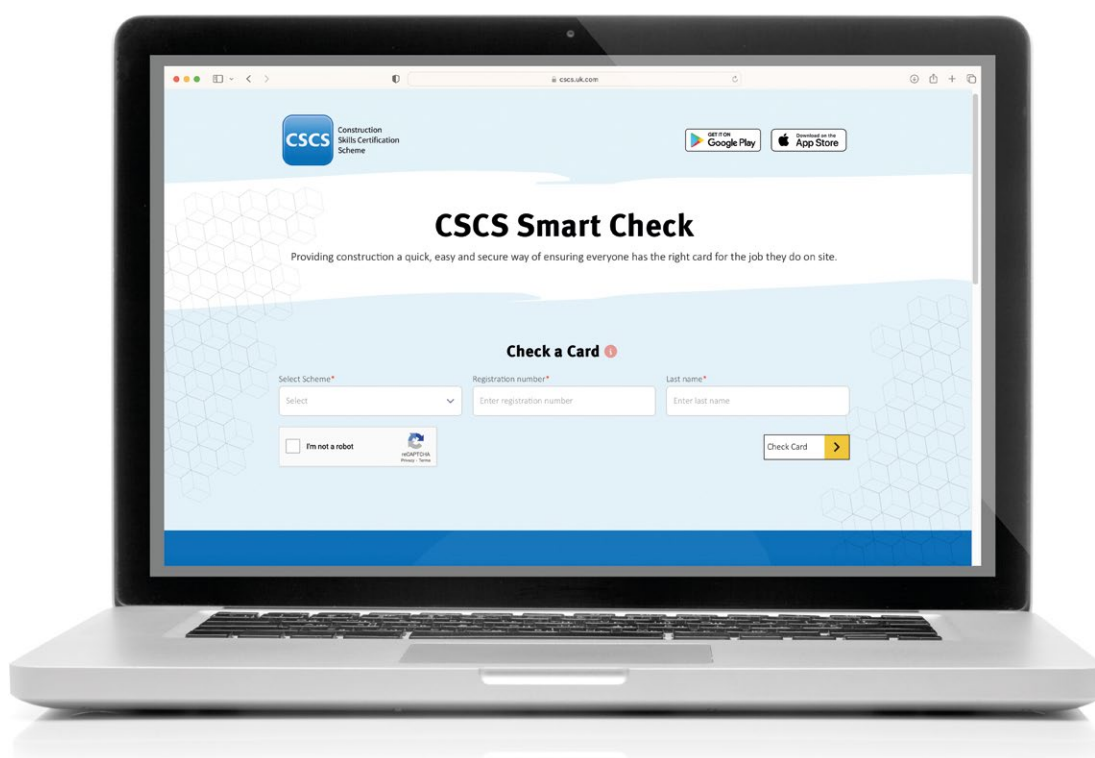 cscs.uk.com
CSCS
Construction
Skills Certification
Scheme
GET IT ON
Google Play
Download on the
App Store
CSCS Smart Check
Providing construction a quick, easy and secure way of ensuring everyone has the right card for the job they do on site.
Check a Card
Select Scheme*
Registration number*
Last name*
Select
Enter registration number
Enter last name
I'm not a robot
reCAPTCHA
Privacy - Terms
Check Card